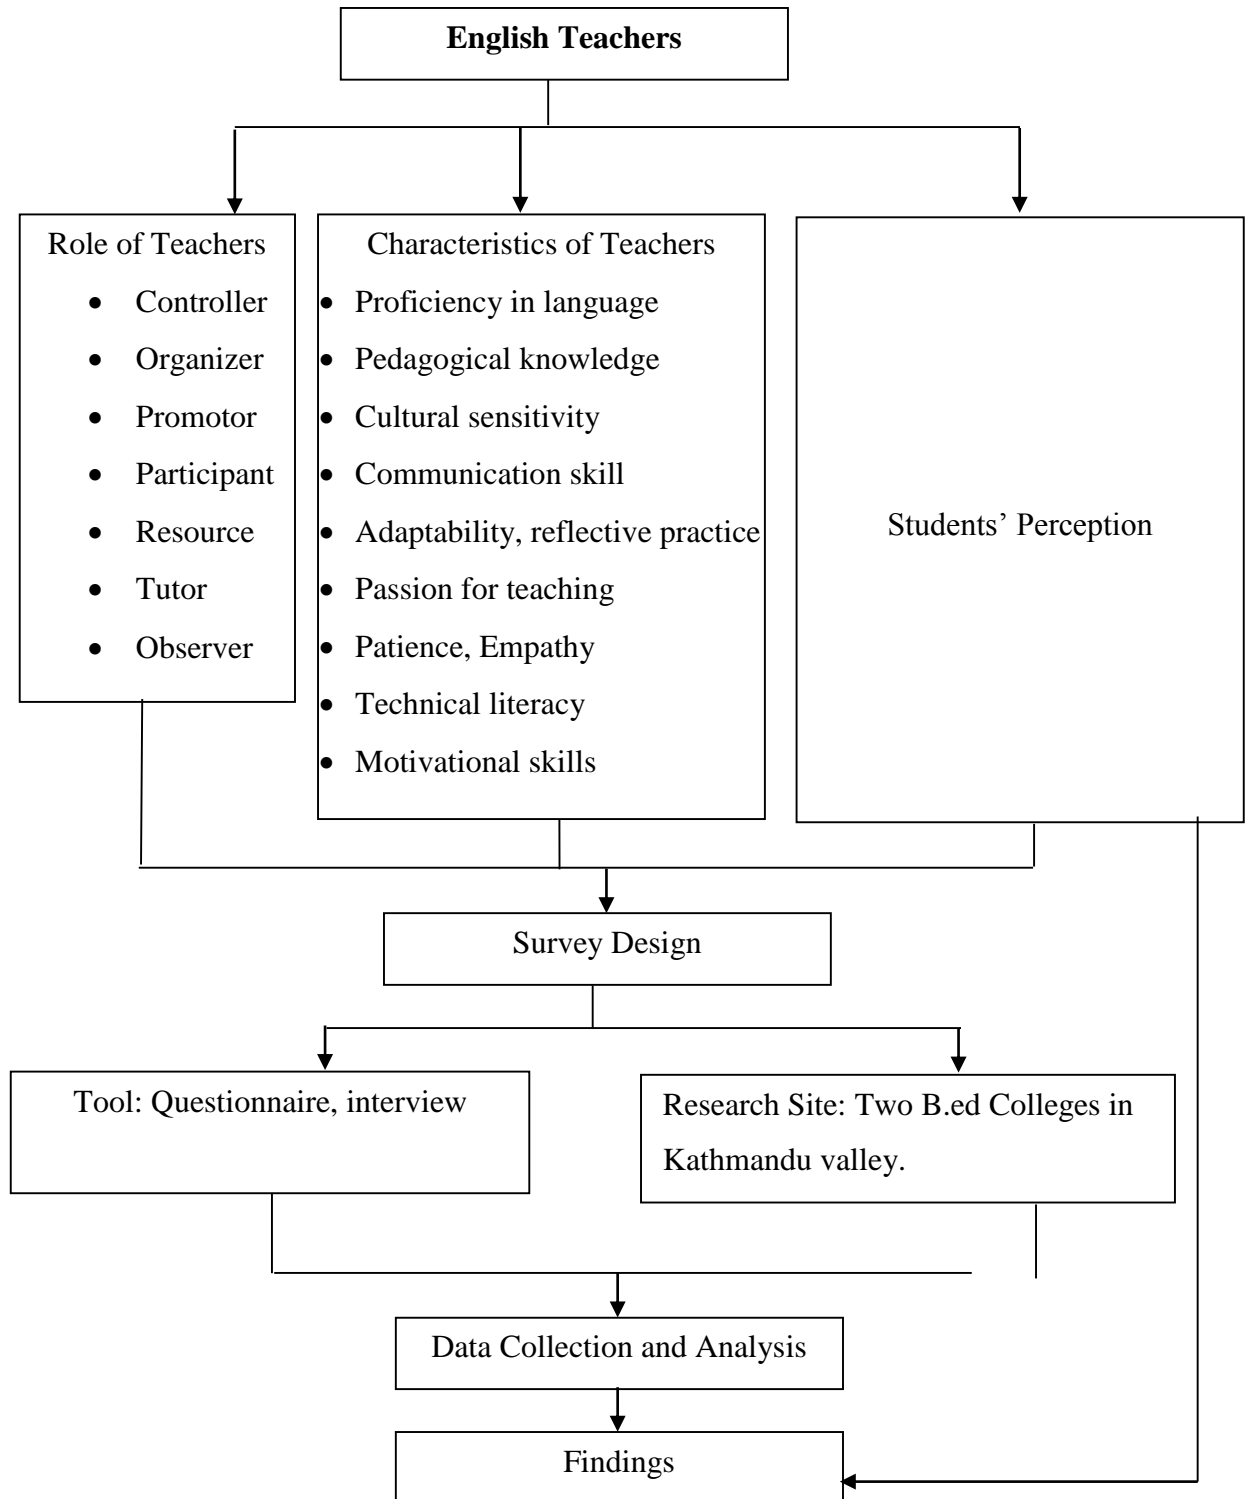 English Teachers
Role of Teachers
• Controller
• Organizer
• Promotor
• Participant
• Resource
• Tutor
• Observer
Characteristics of Teachers
• Proficiency in language
• Pedagogical knowledge
• Cultural sensitivity
• Communication skill
• Adaptability, reflective practice
• Passion for teaching
• Patience, Empathy
• Technical literacy
• Motivational skills
Students’ Perception
Survey Design
Tool: Questionnaire, interview
Research Site: Two B.ed Colleges in
Kathmandu valley.
Data Collection and Analysis
Findings